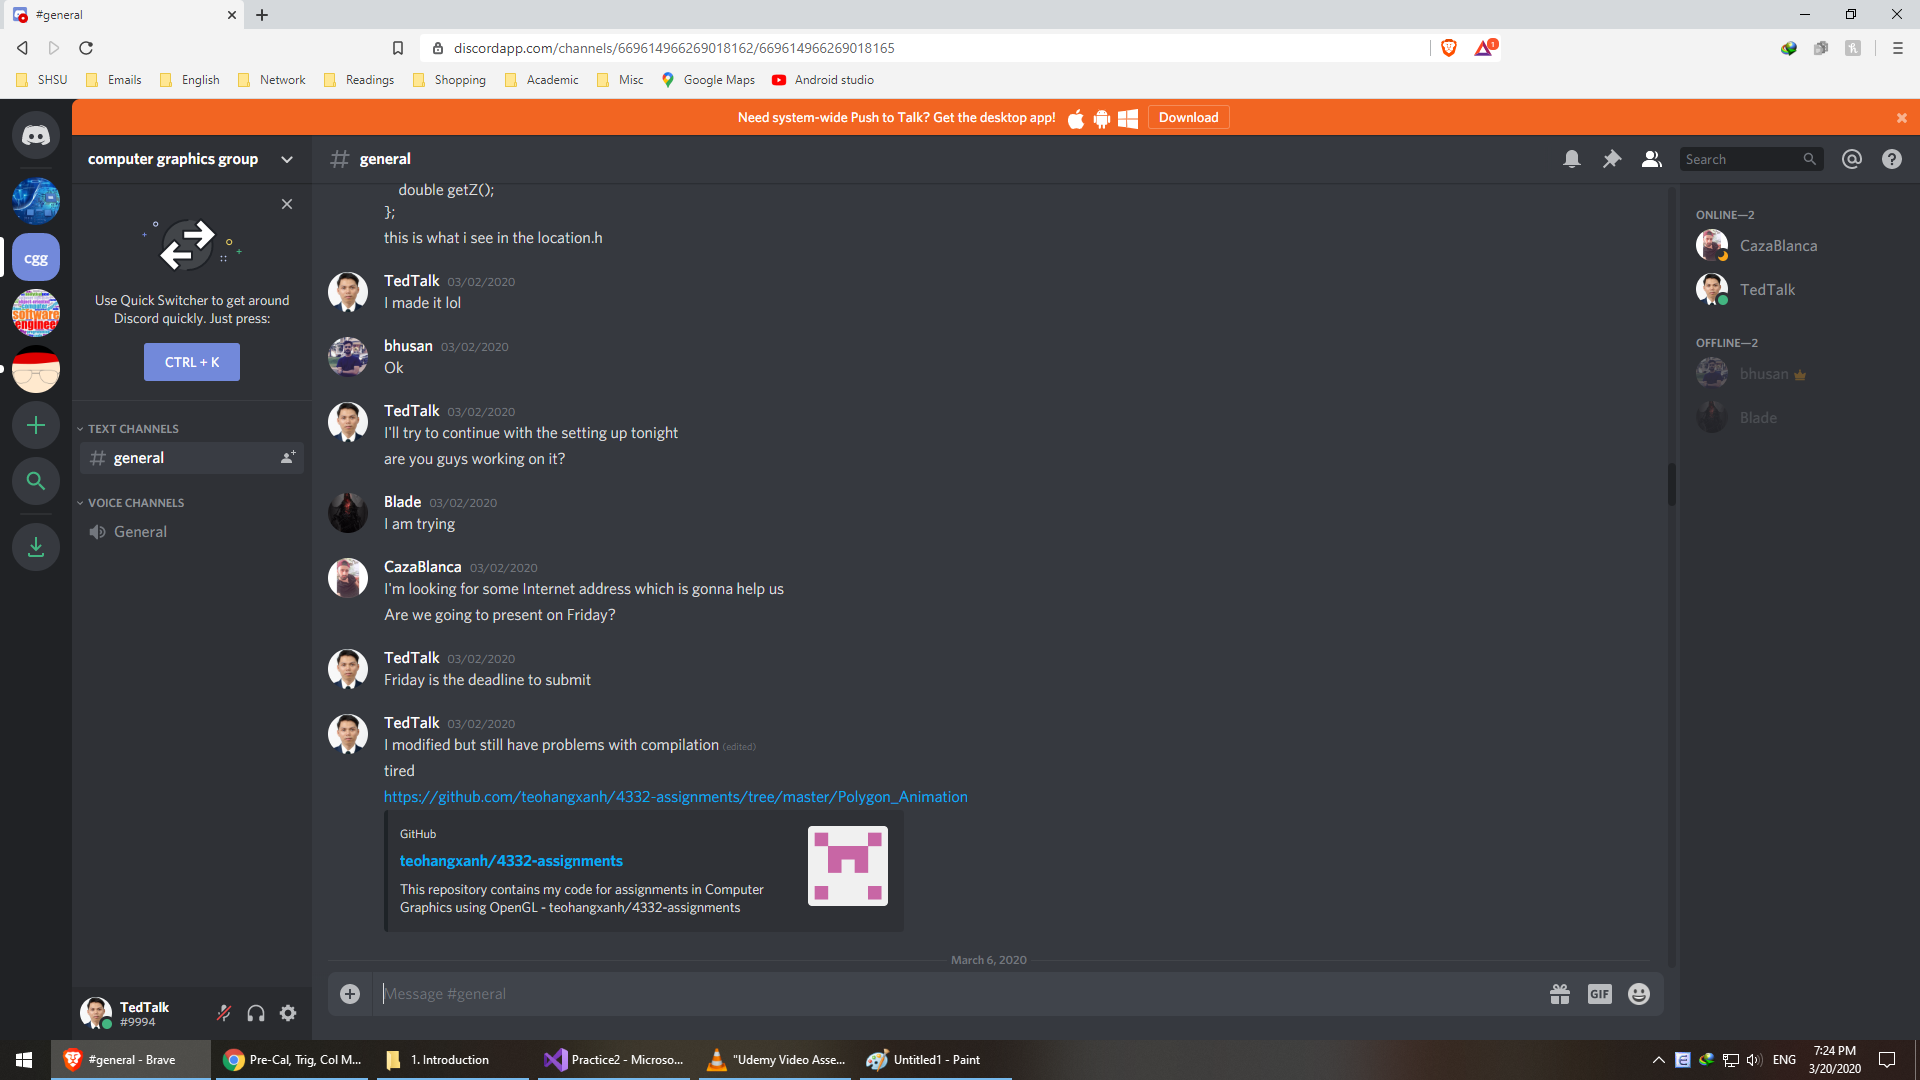 #general
discordapp.com/channels/669614966269018162/669614966269018165
1
SHSU
Emails
English
Network
Readings
Shopping
Academic
Misc
Google Maps
Android studio
Need system-wide Push to Talk? Get the desktop app!
Download
computer graphics group
general
Search
cgg
software
enginee
Use Quick Switcher to get around
Discord quickly. Just press:
CTRL + K
TEXT CHANNELS
general
VOICE CHANNELS
General
double getZ();
};
this is what i see in the location.h
TedTalk 03/02/2020
I made it lol
bhusan 03/02/2020
Ok
TedTalk 03/02/2020
I'll try to continue with the setting up tonight
are you guys working on it?
Blade 03/02/2020
I am trying
CazaBlanca 03/02/2020
I'm looking for some Internet address which is gonna help us
Are we going to present on Friday?
TedTalk 03/02/2020
Friday is the deadline to submit
TedTalk 03/02/2020
I modified but still have problems with compilation (edited)
tired
https://github.com/teohangxanh/4332-assignments/tree/master/Polygon_Animation
GitHub
teohangxanh/4332-assignments
This repository contains my code for assignments in Computer
Graphics using OpenGL - teohangxanh/4332-assignments
March 6, 2020
Message #general
GIF
ONLINE—2
CazaBlanca
TedTalk
OFFLINE—2
bhusan
Blade
TedTalk
#9994
#general - Brave
Pre-Cal, Trig, Col M...
1. Introduction
Practice2 - Microso...
"Udemy Video Asse...
Untitled1 - Paint
ENG
7:24 PM
3/20/2020